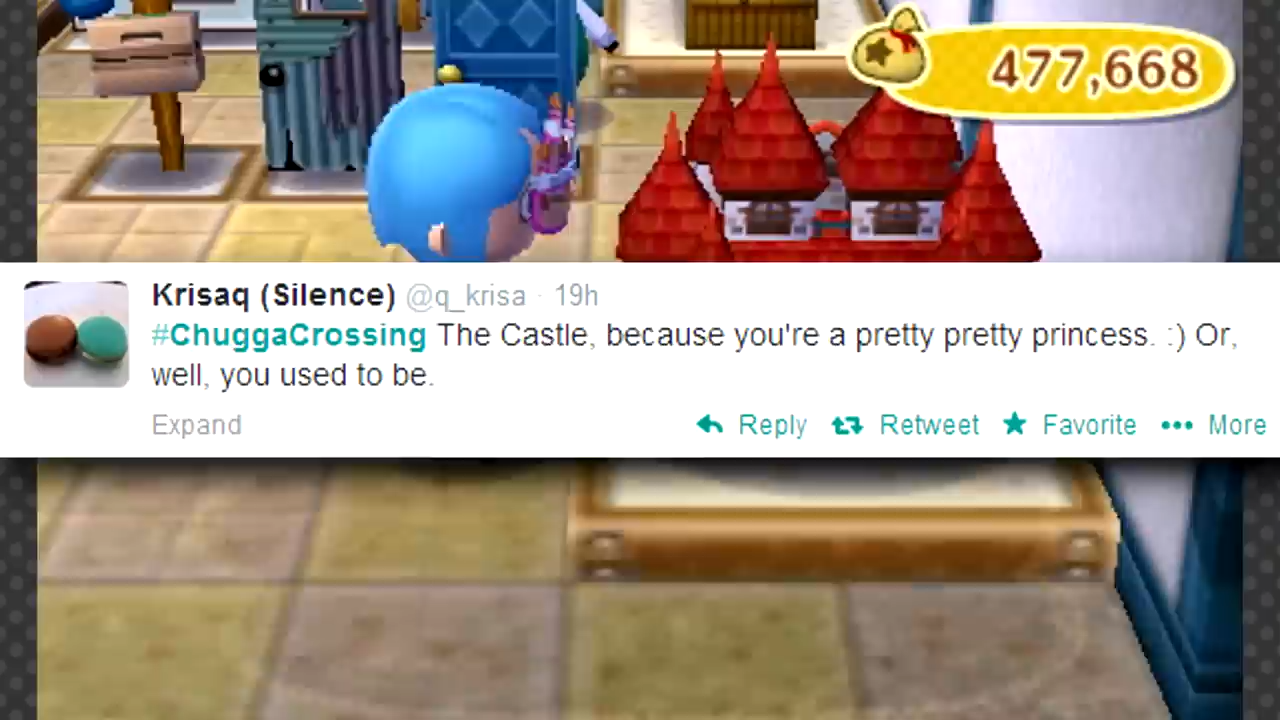 477,668
Krisaq (Silence) @q_krisa · 19h
#ChuggaCrossing The Castle, because you're a pretty pretty princess. :) Or,
well, you used to be.
Expand Reply Retweet Favorite More